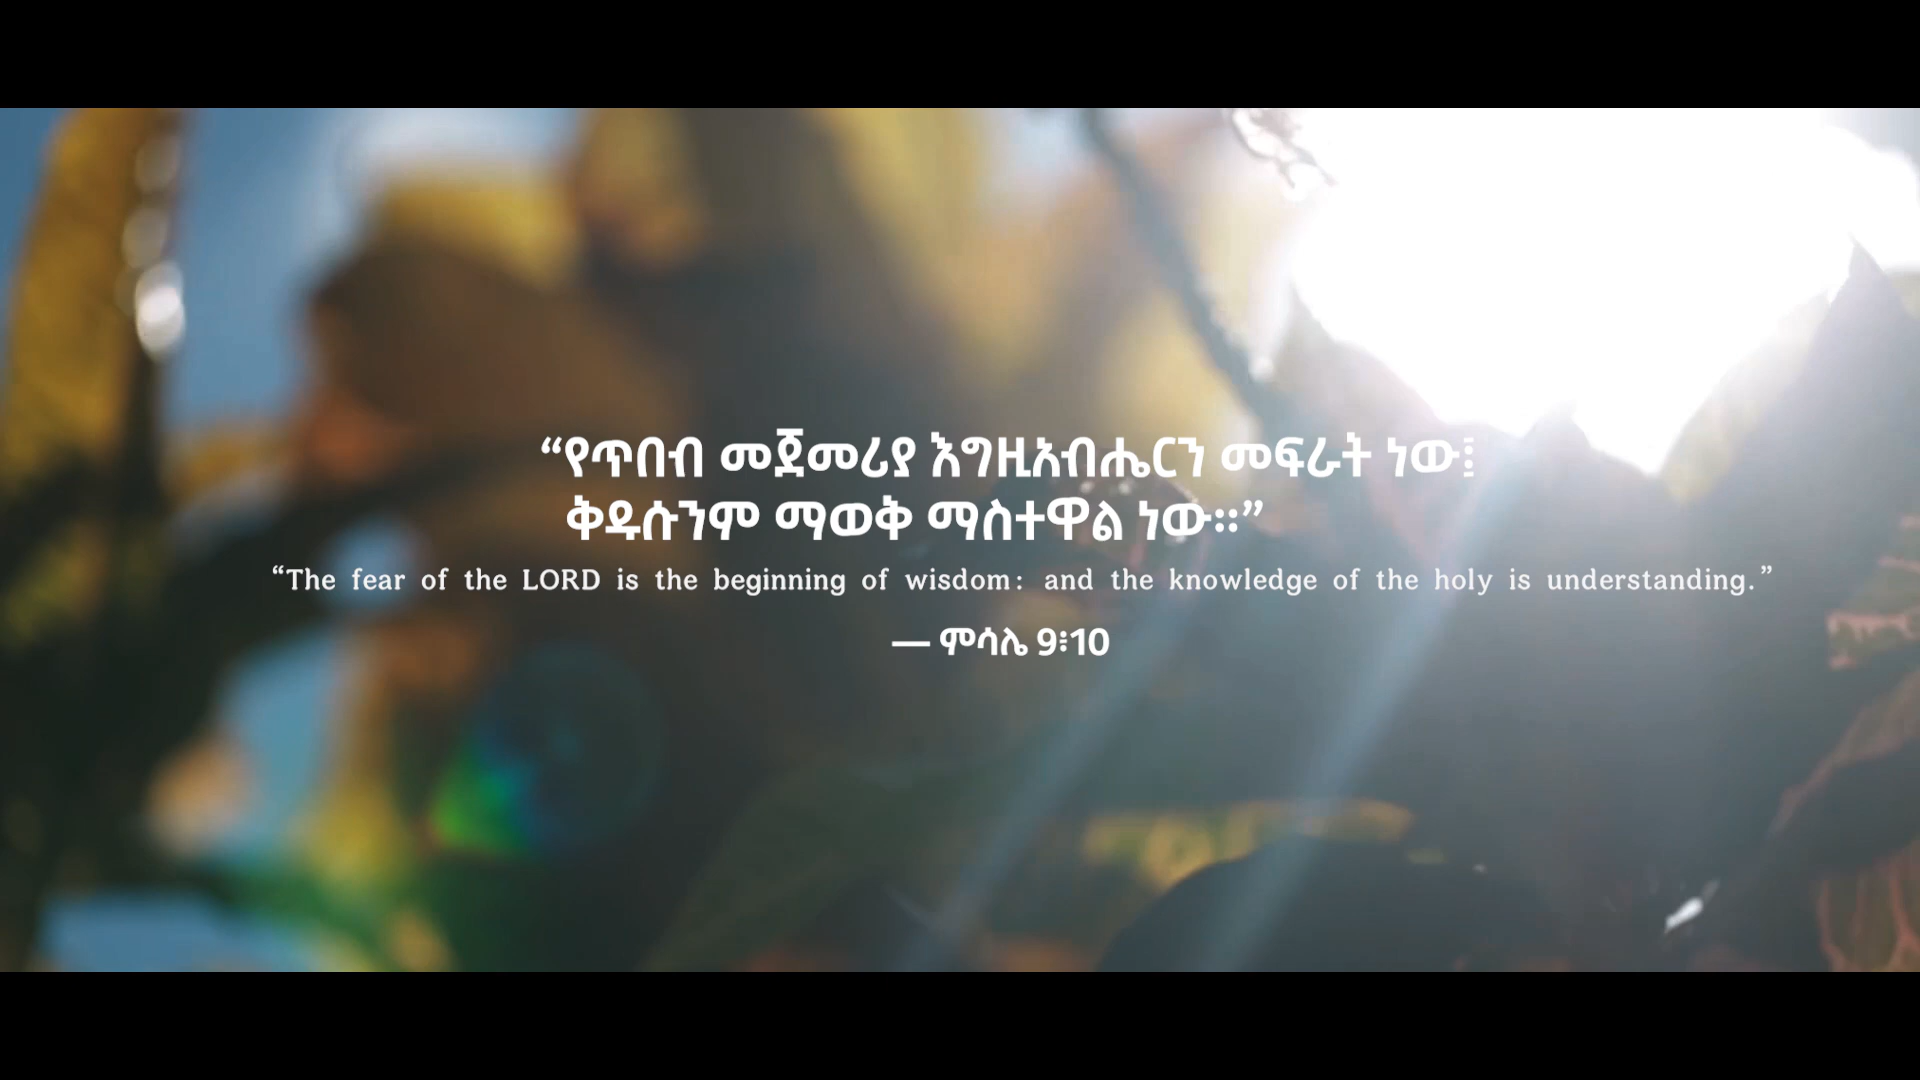 “የጥበብ መጀመሪያ እግዚአብሔርን መፍራት ነው፤
ቅዱሱንም ማወቅ ማስተዋል ነው።”
“The fear of the LORD is the beginning of wisdom: and the knowledge of the holy is understanding.”
— ምሳሌ 9፥10